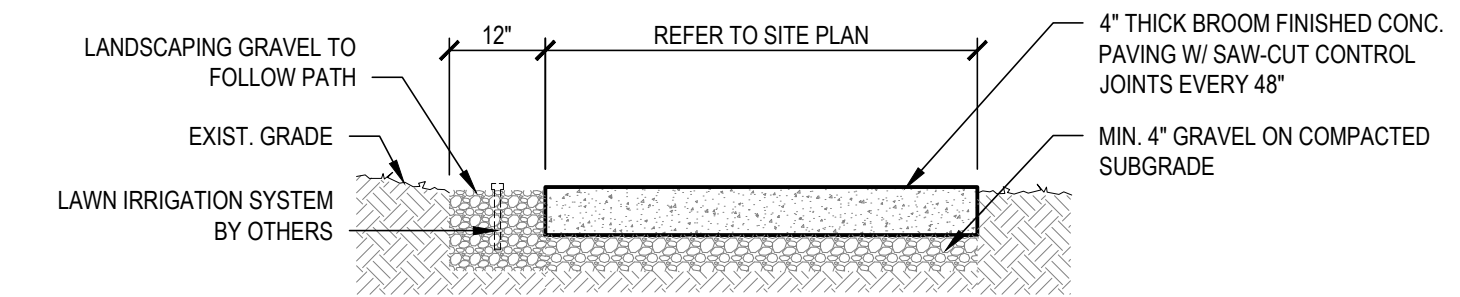 LANDSCAPING GRAVEL TO
FOLLOW PATH
EXIST. GRADE
LAWN IRRIGATION SYSTEM
BY OTHERS
12"
REFER TO SITE PLAN
4" THICK BROOM FINISHED CONC.
PAVING W/ SAW-CUT CONTROL
JOINTS EVERY 48"
MIN. 4" GRAVEL ON COMPACTED
SUBGRADE